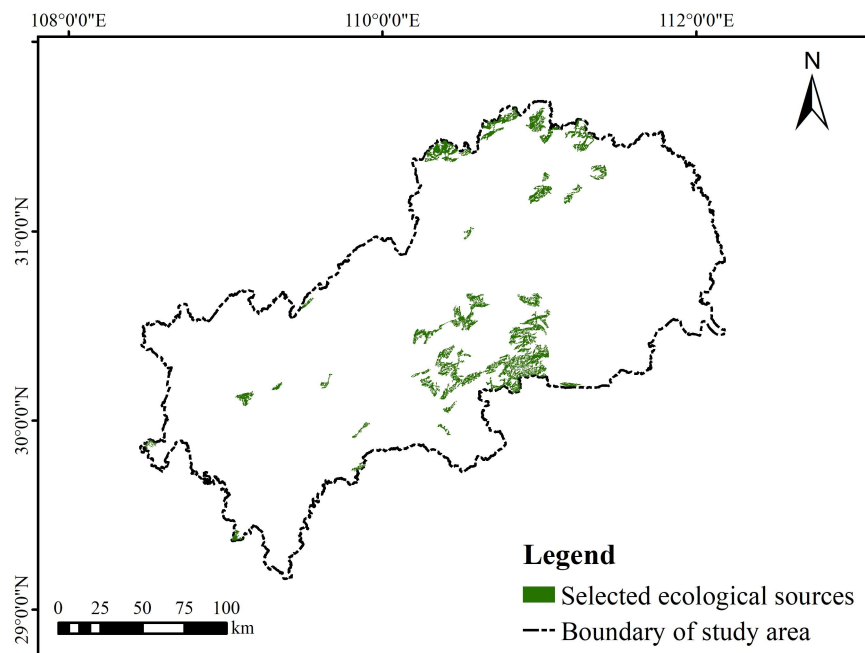 108°0'0"E 110°0'0"E 112°0'0"E
N
31°0'0"N
30°0'0"N
29°0'0"N
Legend
Selected ecological sources
Boundary of study area
0 25 50 75 100
km